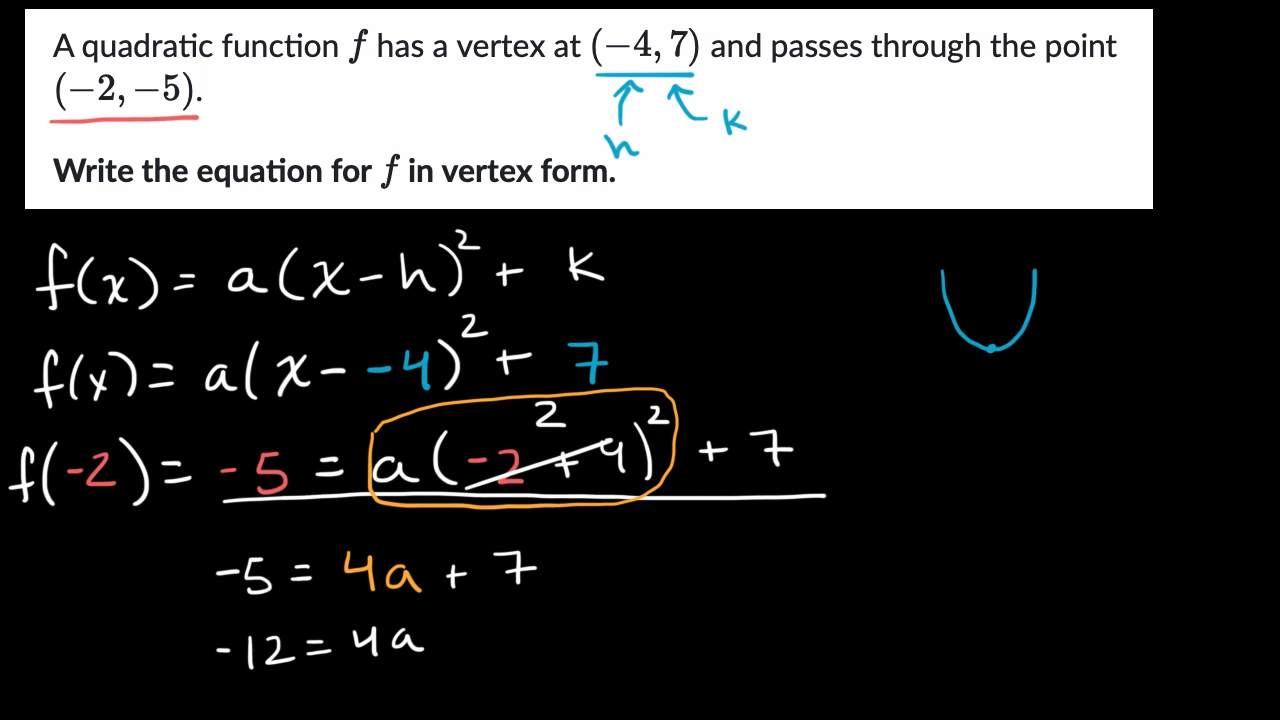 A quadratic function f has a vertex at (−4, 7) and passes through the point
(−2, −5).
h
k
Write the equation for f in vertex form.
f(x) = a(x-h)² + k
f(x) = a(x- -4)² + 7
2
f(-2) = -5 = a(-2+4)² + 7
-5 = 4a + 7
-12 = 4a